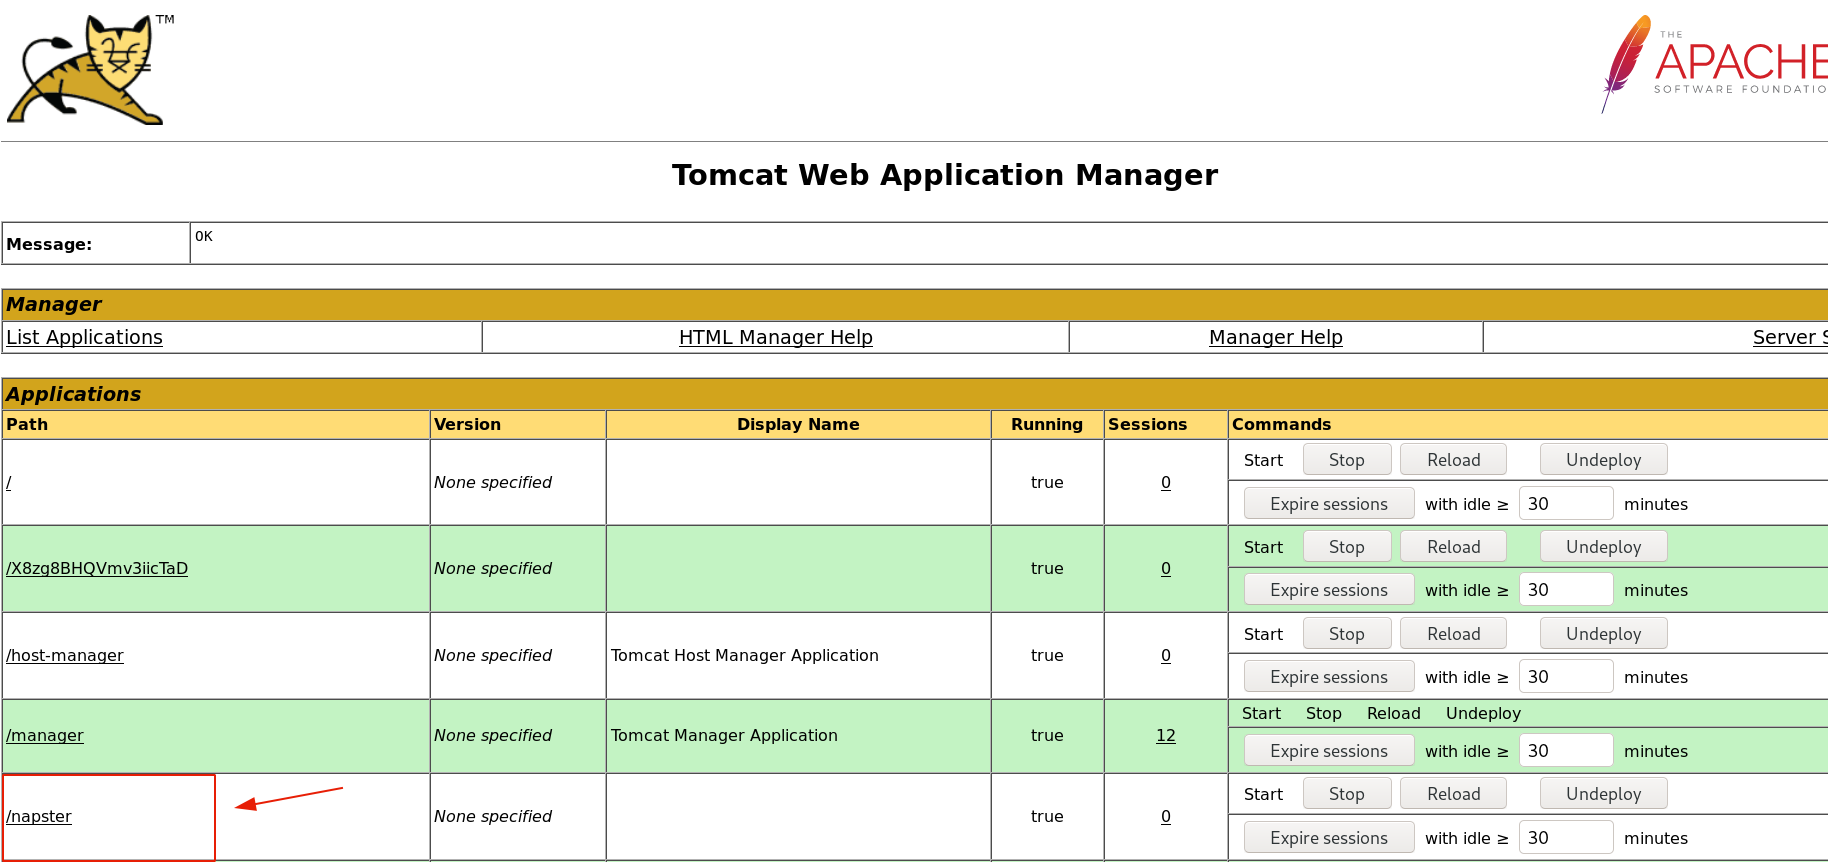 TM
THE
APACHE
SOFTWARE FOUNDATIO
Tomcat Web Application Manager
Message: OK
Manager
List Applications HTML Manager Help Manager Help Server S
Applications
Path Version Display Name Running Sessions Commands
/ None specified true 0 Start Stop Reload Undeploy
Expire sessions with idle ≥ 30 minutes
/X8zg8BHQVmv3iicTaD None specified true 0 Start Stop Reload Undeploy
Expire sessions with idle ≥ 30 minutes
/host-manager None specified Tomcat Host Manager Application true 0 Start Stop Reload Undeploy
Expire sessions with idle ≥ 30 minutes
/manager None specified Tomcat Manager Application true 12 Start Stop Reload Undeploy
Expire sessions with idle ≥ 30 minutes
/napster None specified true 0 Start Stop Reload Undeploy
Expire sessions with idle ≥ 30 minutes